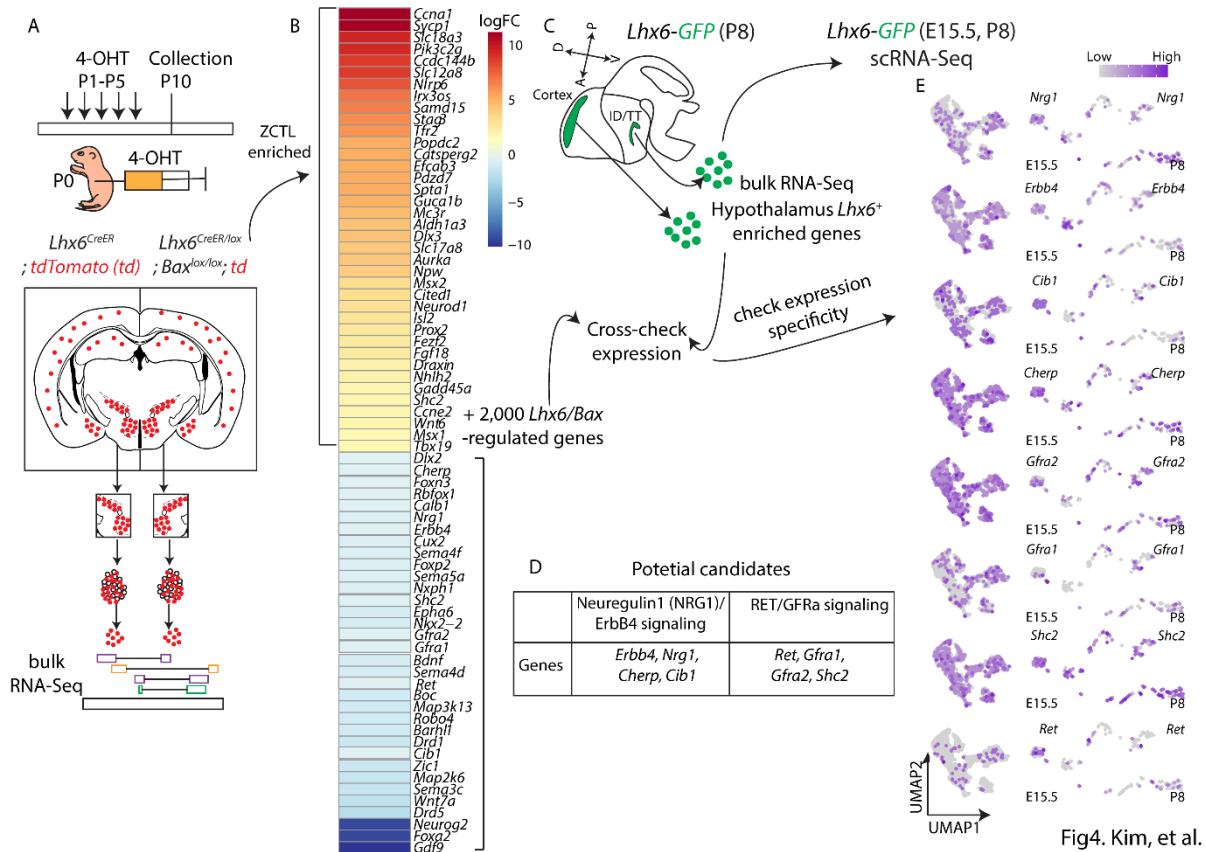 A
4-OHT
P1-P5
Collection
P10
P0
4-OHT
Lhx6CreER
; tdTomato (td)
Lhx6CreER/lox
; Baxlox/lox; td
bulk
RNA-Seq
ZCTL
enriched
B
Ccna1
Sycp1
Slc18a3
Pik3c2g
Ccdc144b
Slc12a8
Nlrp6
Irx3os
Samd15
Stag3
Tfr2
Popdc2
Catsperg2
Efcab3
Pdzd7
Spta1
Guca1b
Mc3r
Aldh1a3
Dlx3
Slc17a8
Aurka
Npw
Msx2
Cited1
Neurod1
Isl2
Prox2
Fezf2
Fgf18
Draxin
Nhlh2
Gadd45a
Shc2
Ccne2
Wnt6
Msx1
Tbx19
Dlx2
Cherp
Foxn3
Rbfox1
Calb1
Nrg1
Erbb4
Cux2
Sema4f
Foxp2
Sema5a
Nxph1
Shc2
Epha6
Nkx2−2
Gfra2
Gfra1
Bdnf
Sema4d
Ret
Boc
Map3k13
Robo4
Barhl1
Drd1
Cib1
Zic1
Map2k6
Sema3c
Wnt7a
Drd5
Neurog2
Foxa2
Gdf9
logFC
10
5
0
−5
−10
C
Lhx6-GFP (P8)
P
D
V
A
Cortex
ID/TT
Lhx6-GFP (E15.5, P8)
scRNA-Seq
bulk RNA-Seq
Hypothalamus Lhx6+
enriched genes
Cross-check
expression
check expression
specificity
+ 2,000 Lhx6/Bax
-regulated genes
D
Potetial candidates
Neuregulin1 (NRG1)/
ErbB4 signaling
RET/GFRa signaling
Genes
Erbb4, Nrg1,
Cherp, Cib1
Ret, Gfra1,
Gfra2, Shc2
Low
High
E
Nrg1
Nrg1
E15.5
P8
Erbb4
Erbb4
E15.5
P8
Cib1
Cib1
E15.5
P8
Cherp
Cherp
E15.5
P8
Gfra2
Gfra2
E15.5
P8
Gfra1
Gfra1
E15.5
P8
Shc2
Shc2
E15.5
P8
Ret
Ret
E15.5
P8
UMAP2
UMAP1
Fig4. Kim, et al.